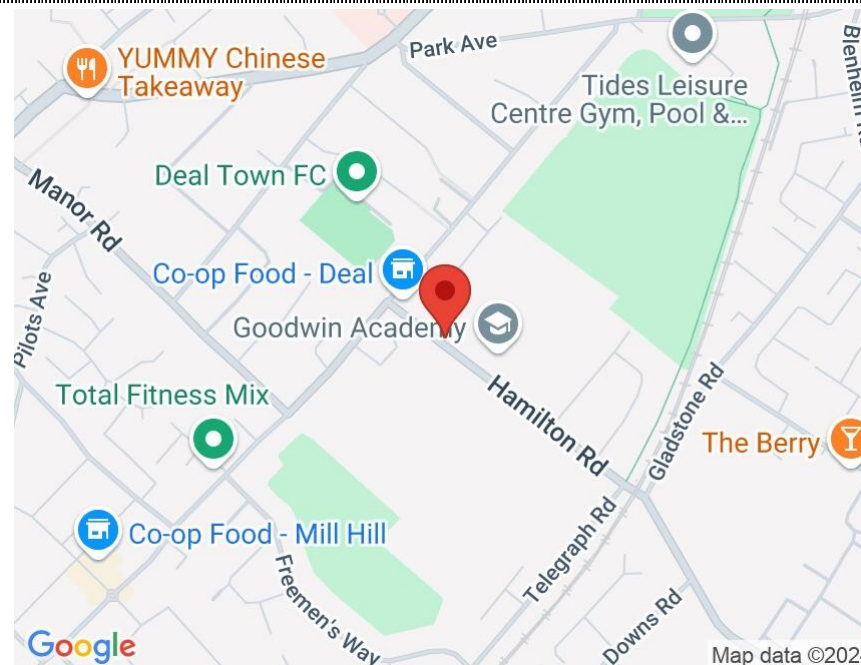 YUMMY Chinese
Takeaway
Park Ave
Tides Leisure
Centre Gym, Pool &...
Deal Town FC
Manor Rd
Co-op Food - Deal
Pilots Ave
Goodwin Academy
Total Fitness Mix
Hamilton Rd
Gladstone Rd
The Berry
Co-op Food - Mill Hill
Telegraph Rd
Freemen's Way
Downs Rd
Google
Map data ©202